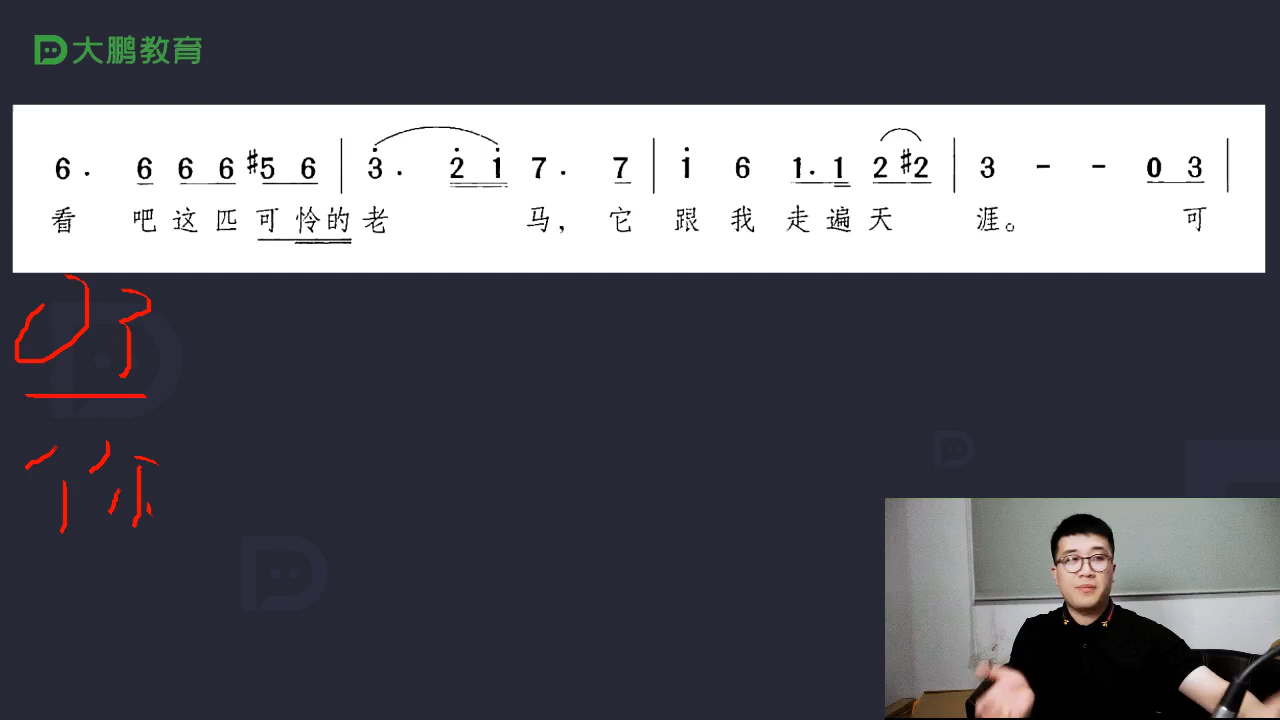 大鹏教育
6· 6 6 6 #5 6 | 3̇· 2̇ 1̇ 7· 7 | 1̇ 6 1· 1 2 #2 | 3 - - 0 3 |
看 吧这匹可怜的老 马，它 跟 我 走遍天 涯。 可
03
你